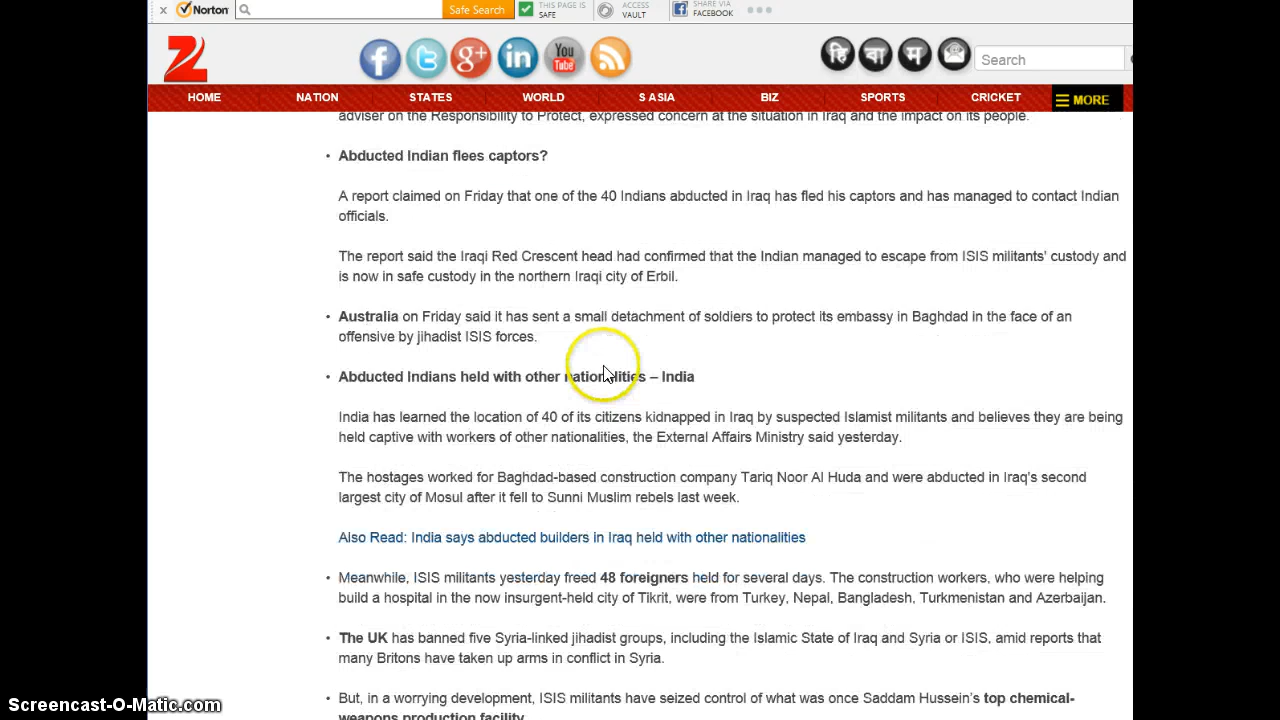 Norton
Safe Search
THIS PAGE IS
SAFE
ACCESS
VAULT
SHARE VIA
FACEBOOK
Z
g+
in
You
Tube
हि
বা
म
Search
HOME NATION STATES WORLD S ASIA BIZ SPORTS CRICKET MORE
adviser on the Responsibility to Protect, expressed concern at the situation in Iraq and the impact on its people.
• Abducted Indian flees captors?
A report claimed on Friday that one of the 40 Indians abducted in Iraq has fled his captors and has managed to contact Indian
officials.
The report said the Iraqi Red Crescent head had confirmed that the Indian managed to escape from ISIS militants' custody and
is now in safe custody in the northern Iraqi city of Erbil.
• Australia on Friday said it has sent a small detachment of soldiers to protect its embassy in Baghdad in the face of an
offensive by jihadist ISIS forces.
• Abducted Indians held with other nationalities – India
India has learned the location of 40 of its citizens kidnapped in Iraq by suspected Islamist militants and believes they are being
held captive with workers of other nationalities, the External Affairs Ministry said yesterday.
The hostages worked for Baghdad-based construction company Tariq Noor Al Huda and were abducted in Iraq's second
largest city of Mosul after it fell to Sunni Muslim rebels last week.
Also Read: India says abducted builders in Iraq held with other nationalities
• Meanwhile, ISIS militants yesterday freed 48 foreigners held for several days. The construction workers, who were helping
build a hospital in the now insurgent-held city of Tikrit, were from Turkey, Nepal, Bangladesh, Turkmenistan and Azerbaijan.
• The UK has banned five Syria-linked jihadist groups, including the Islamic State of Iraq and Syria or ISIS, amid reports that
many Britons have taken up arms in conflict in Syria.
• But, in a worrying development, ISIS militants have seized control of what was once Saddam Hussein's top chemical-
weapons production facility.
Screencast-O-Matic.com